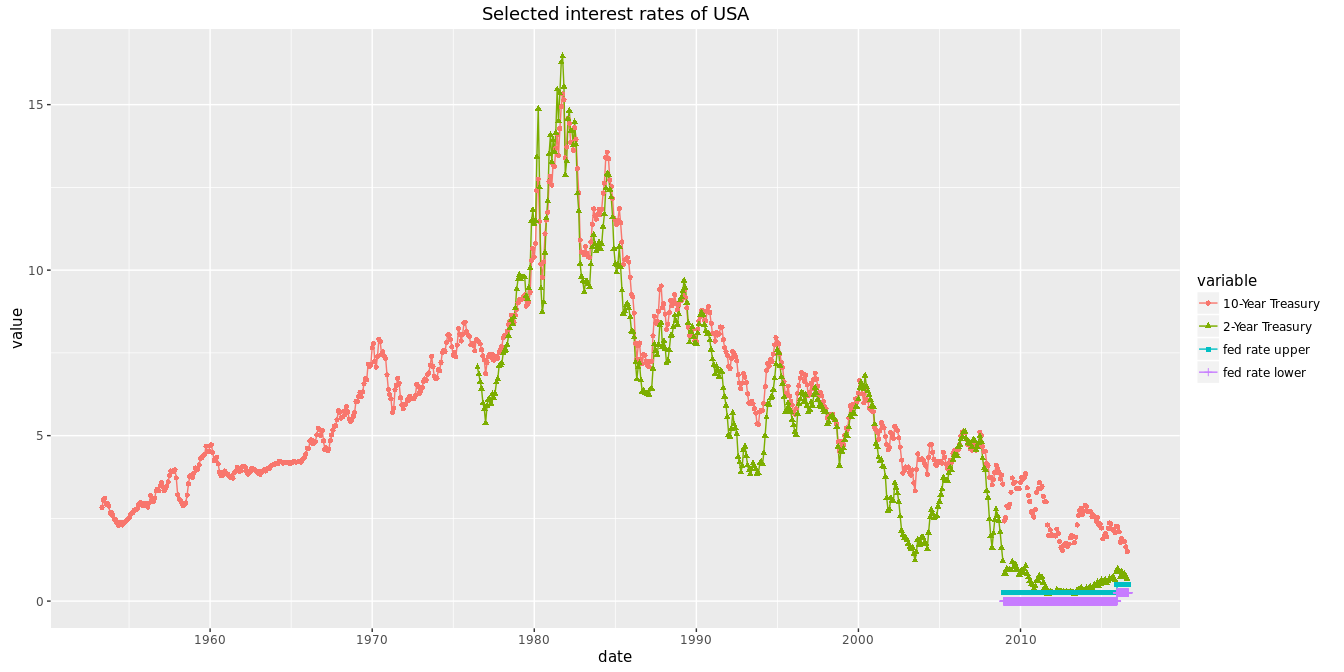 Selected interest rates of USA
value
15
10
5
0
1960 1970 1980 1990 2000 2010
date
variable
10-Year Treasury
2-Year Treasury
fed rate upper
fed rate lower